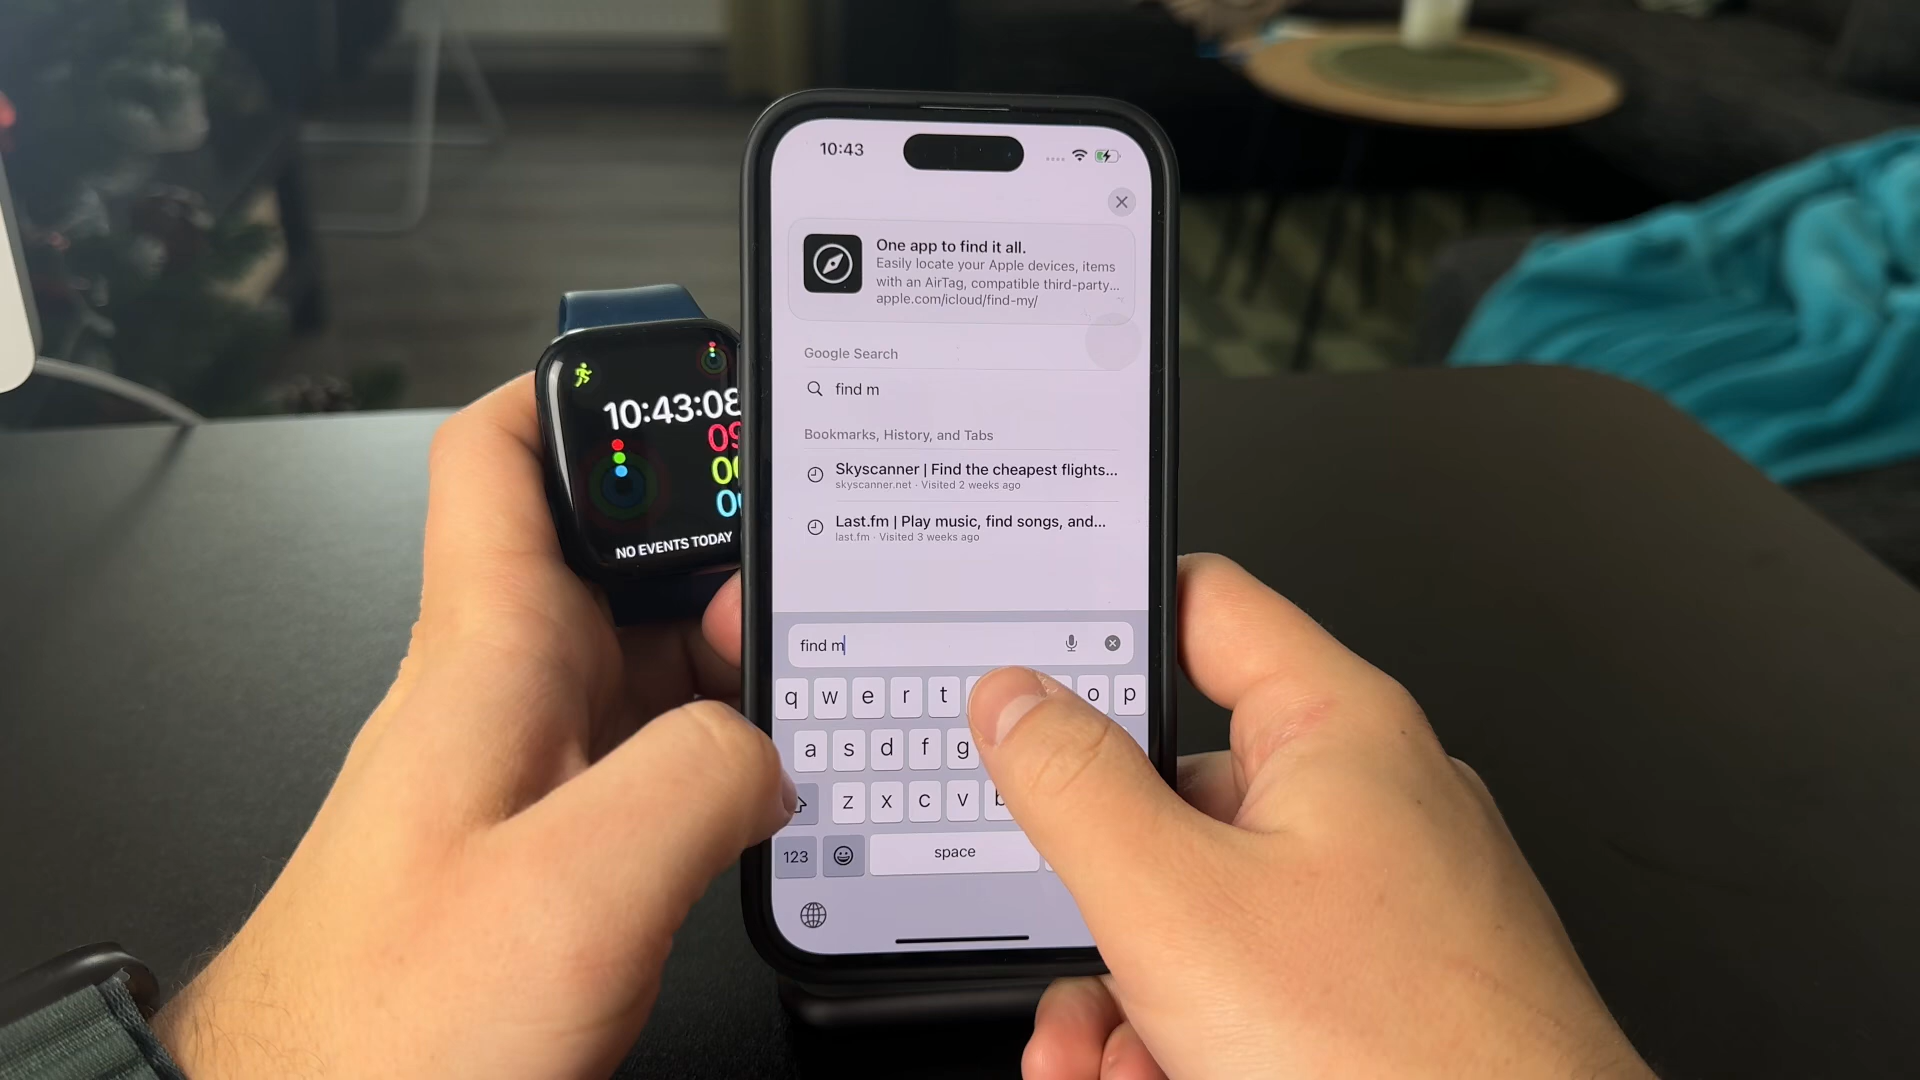 10:43
One app to find it all.
Easily locate your Apple devices, items
with an AirTag, compatible third-party...
apple.com/icloud/find-my/
Google Search
find m
Bookmarks, History, and Tabs
Skyscanner | Find the cheapest flights...
skyscanner.net · Visited 2 weeks ago
Last.fm | Play music, find songs, and...
last.fm · Visited 3 weeks ago
find m
q w e r t o p
a s d f g
z x c v b
123 space
10:43:08
NO EVENTS TODAY